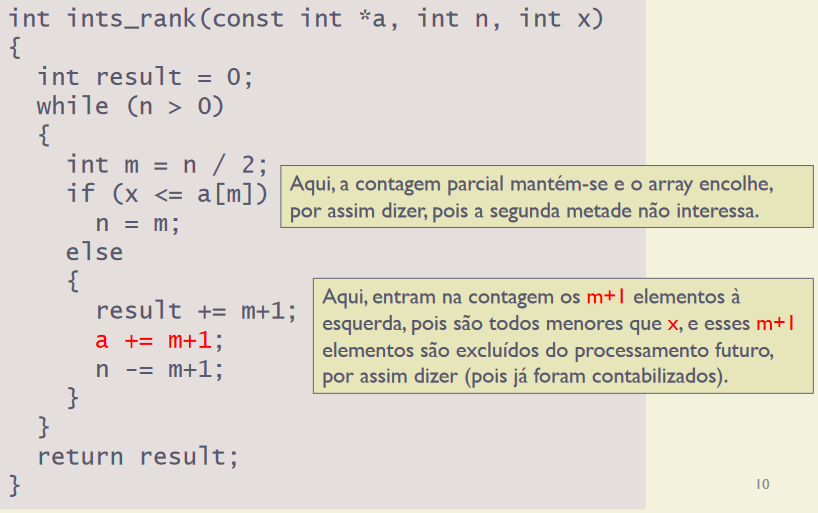 int ints_rank(const int *a, int n, int x)
{
  int result = 0;
  while (n > 0)
  {
    int m = n / 2;
    if (x <= a[m])
      n = m;
    else
    {
      result += m+1;
      a += m+1;
      n -= m+1;
    }
  }
  return result;
}
Aqui, a contagem parcial mantém-se e o array encolhe,
por assim dizer, pois a segunda metade não interessa.
Aqui, entram na contagem os m+1 elementos à
esquerda, pois são todos menores que x, e esses m+1
elementos são excluídos do processamento futuro,
por assim dizer (pois já foram contabilizados).
10